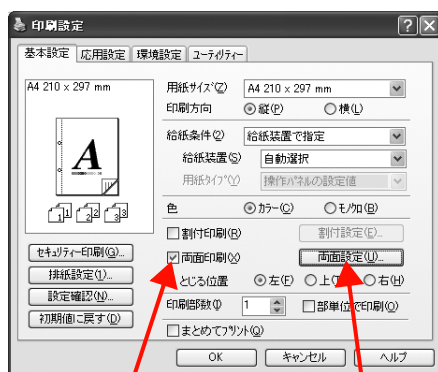 印刷設定
基本設定 応用設定 環境設定 ユーティリティー
A4 210 x 297 mm
用紙サイズ(Z) A4 210 x 297 mm
印刷方向 縦(P) 横(L)
給紙条件(2) 給紙装置で指定
給紙装置(S) 自動選択
用紙タイプ(Y) 操作パネルの設定値
色 カラー(C) モノクロ(B)
割付印刷(R) 割付設定(E)...
両面印刷(X) 両面設定(U)...
とじる位置 左(F) 上(T) 右(H)
印刷部数(I) 1 部単位で印刷(O)
まとめてプリント(Q)
A
1 1 2 2 3 3
セキュリティー印刷(G)...
排紙設定(1)...
設定確認(N)...
初期値に戻す(D)
OK キャンセル ヘルプ